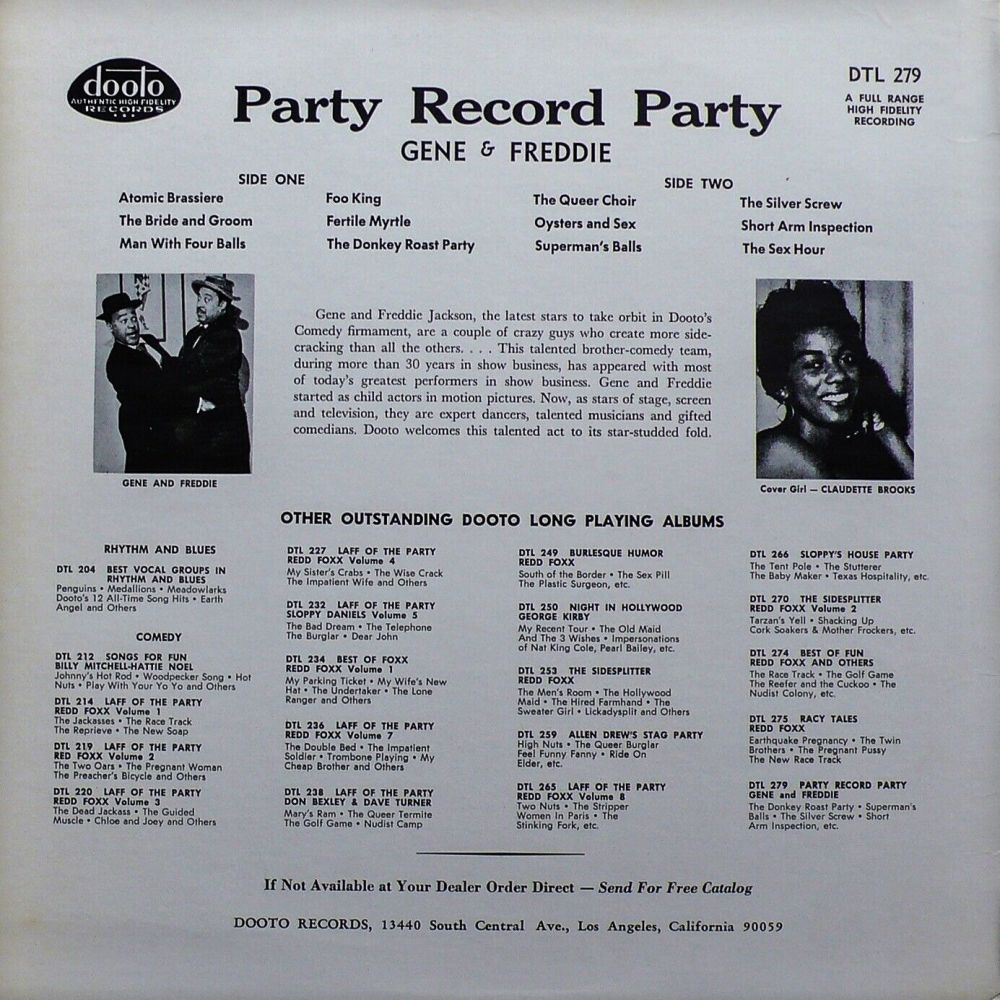 dooto
AUTHENTIC HIGH FIDELITY
RECORDS
Party Record Party
GENE & FREDDIE
DTL 279
A FULL RANGE
HIGH FIDELITY
RECORDING
SIDE ONE
Atomic Brassiere
The Bride and Groom
Man With Four Balls
Foo King
Fertile Myrtle
The Donkey Roast Party
SIDE TWO
The Queer Choir
Oysters and Sex
Superman's Balls
The Silver Screw
Short Arm Inspection
The Sex Hour
GENE AND FREDDIE
Gene and Freddie Jackson, the latest stars to take orbit in Dooto's
Comedy firmament, are a couple of crazy guys who create more side-
cracking than all the others. . . . This talented brother-comedy team,
during more than 30 years in show business, has appeared with most
of today's greatest performers in show business. Gene and Freddie
started as child actors in motion pictures. Now, as stars of stage, screen
and television, they are expert dancers, talented musicians and gifted
comedians. Dooto welcomes this talented act to its star-studded fold.
Cover Girl — CLAUDETTE BROOKS
OTHER OUTSTANDING DOOTO LONG PLAYING ALBUMS
RHYTHM AND BLUES
DTL 204 BEST VOCAL GROUPS IN
RHYTHM AND BLUES
Penguins • Medallions • Meadowlarks
Dooto's 12 All-Time Song Hits • Earth
Angel and Others
COMEDY
DTL 212 SONGS FOR FUN
BILLY MITCHELL-HATTIE NOEL
Johnny's Hot Rod • Woodpecker Song • Hot
Nuts • Play With Your Yo Yo and Others
DTL 214 LAFF OF THE PARTY
REDD FOXX Volume 1
The Jackasses • The Race Track
The Reprieve • The New Soap
DTL 219 LAFF OF THE PARTY
RED FOXX Volume 2
The Two Oars • The Pregnant Woman
The Preacher's Bicycle and Others
DTL 220 LAFF OF THE PARTY
REDD FOXX Volume 3
The Dead Jackass • The Guided
Muscle • Chloe and Joey and Others
DTL 227 LAFF OF THE PARTY
REDD FOXX Volume 4
My Sister's Crabs • The Wise Crack
The Impatient Wife and Others
DTL 232 LAFF OF THE PARTY
SLOPPY DANIELS Volume 5
The Bad Dream • The Telephone
The Burglar • Dear John
DTL 234 BEST OF FOXX
REDD FOXX Volume 1
My Parking Ticket • My Wife's New
Hat • The Undertaker • The Lone
Ranger and Others
DTL 236 LAFF OF THE PARTY
REDD FOXX Volume 7
The Double Bed • The Impatient
Soldier • Trombone Playing • My
Cheap Brother and Others
DTL 238 LAFF OF THE PARTY
DON BEXLEY & DAVE TURNER
Mary's Ram • The Queer Termite
The Golf Game • Nudist Camp
DTL 249 BURLESQUE HUMOR
REDD FOXX
South of the Border • The Sex Pill
The Plastic Surgeon, etc.
DTL 250 NIGHT IN HOLLYWOOD
GEORGE KIRBY
My Recent Tour • The Old Maid
And The 3 Wishes • Impersonations
of Nat King Cole, Pearl Bailey, etc.
DTL 253 THE SIDESPLITTER
REDD FOXX
The Men's Room • The Hollywood
Maid • The Hired Farmhand • The
Sweater Girl • Lickadysplit and Others
DTL 259 ALLEN DREW'S STAG PARTY
High Nuts • The Queer Burglar
Feel Funny Fanny • Ride On
Elder, etc.
DTL 265 LAFF OF THE PARTY
REDD FOXX Volume 8
Two Nuts • The Stripper
Women In Paris • The
Stinking Fork, etc.
DTL 266 SLOPPY'S HOUSE PARTY
The Tent Pole • The Stutterer
The Baby Maker • Texas Hospitality, etc.
DTL 270 THE SIDESPLITTER
REDD FOXX Volume 2
Tarzan's Yell • Shacking Up
Cork Soakers & Mother Frockers, etc.
DTL 274 BEST OF FUN
REDD FOXX AND OTHERS
The Race Track • The Golf Game
The Reefer and the Cuckoo • The
Nudist Colony, etc.
DTL 275 RACY TALES
REDD FOXX
Earthquake Pregnancy • The Twin
Brothers • The Pregnant Pussy
The New Race Track
DTL 279 PARTY RECORD PARTY
GENE and FREDDIE
The Donkey Roast Party • Superman's
Balls • The Silver Screw • Short
Arm Inspection, etc.
If Not Available at Your Dealer Order Direct — Send For Free Catalog
DOOTO RECORDS, 13440 South Central Ave., Los Angeles, California 90059